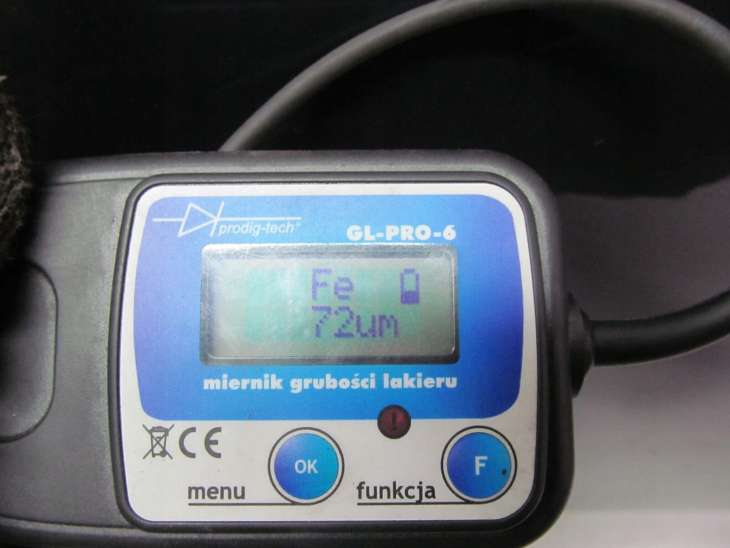 prodig-tech®
GL-PRO-6
Fe
72um
miernik grubości lakieru
CE
OK
F
menu
funkcja